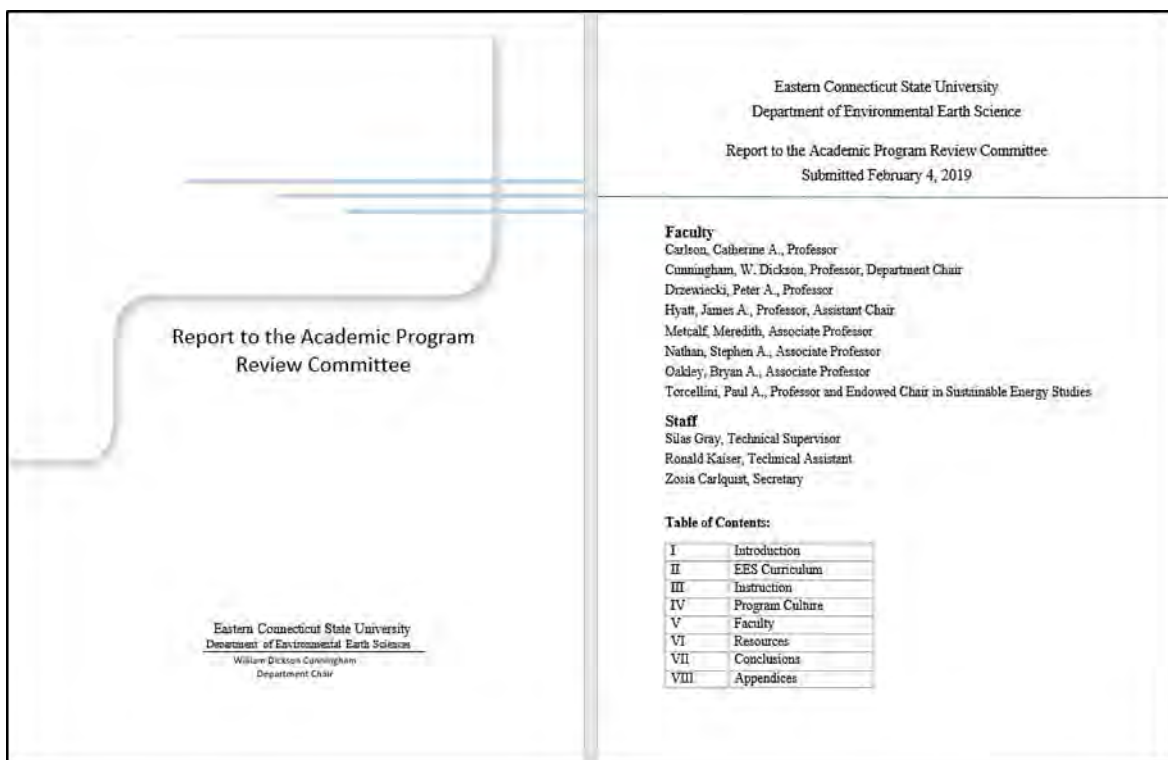 Report to the Academic Program
Review Committee
Eastern Connecticut State University
Department of Environmental Earth Sciences
William Dickson Cunningham
Department Chair
Eastern Connecticut State University
Department of Environmental Earth Science
Report to the Academic Program Review Committee
Submitted February 4, 2019
Faculty
Carlson, Catherine A., Professor
Cunningham, W. Dickson, Professor, Department Chair
Drzewiecki, Peter A., Professor
Hyatt, James A., Professor, Assistant Chair
Metcalf, Meredith, Associate Professor
Nathan, Stephen A., Associate Professor
Oakley, Bryan A., Associate Professor
Torcellini, Paul A., Professor and Endowed Chair in Sustainable Energy Studies
Staff
Silas Gray, Technical Supervisor
Ronald Kaiser, Technical Assistant
Zosia Carlquist, Secretary
Table of Contents:
I Introduction
II EES Curriculum
III Instruction
IV Program Culture
V Faculty
VI Resources
VII Conclusions
VIII Appendices